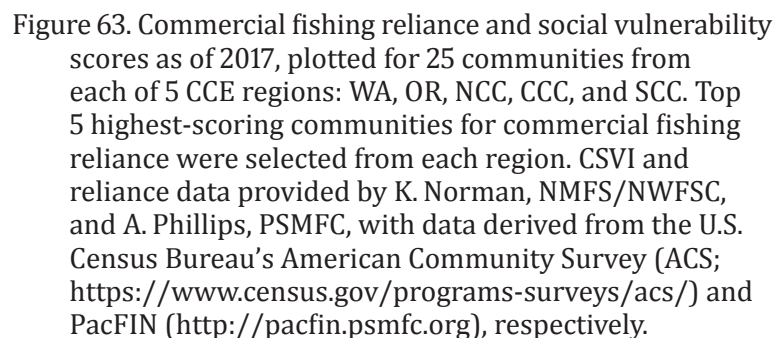 Figure 63. Commercial fishing reliance and social vulnerability
scores as of 2017, plotted for 25 communities from
each of 5 CCE regions: WA, OR, NCC, CCC, and SCC. Top
5 highest-scoring communities for commercial fishing
reliance were selected from each region. CSVI and
reliance data provided by K. Norman, NMFS/NWFSC,
and A. Phillips, PSMFC, with data derived from the U.S.
Census Bureau’s American Community Survey (ACS;
https://www.census.gov/programs-surveys/acs/) and
PacFIN (http://pacfin.psmfc.org), respectively.